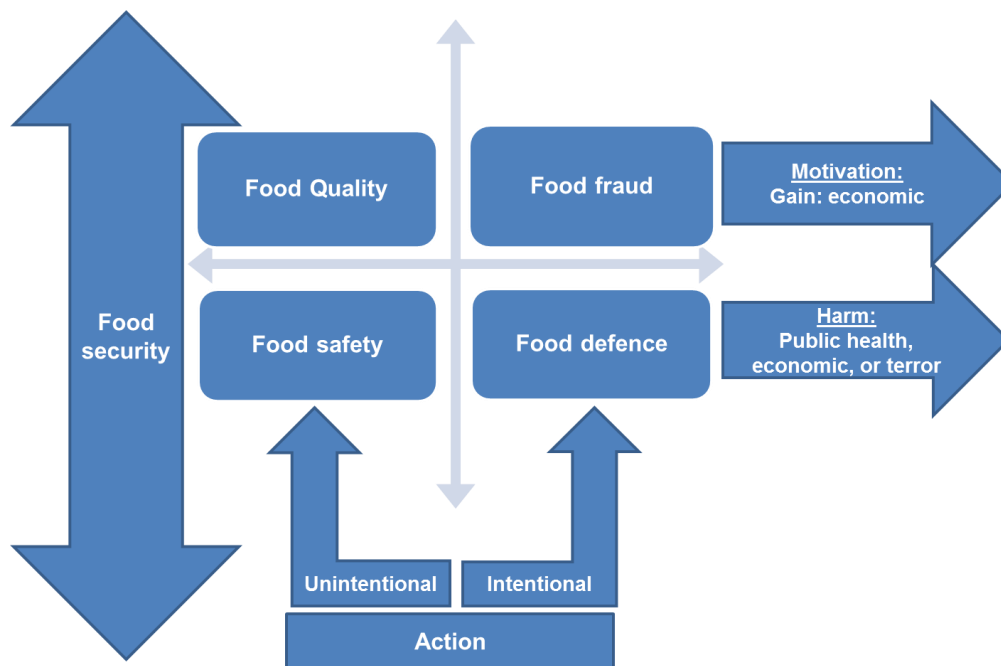 Food Quality
Food fraud
Motivation:
Gain: economic
Food
security
Food safety
Food defence
Harm:
Public health,
economic, or terror
Unintentional
Intentional
Action